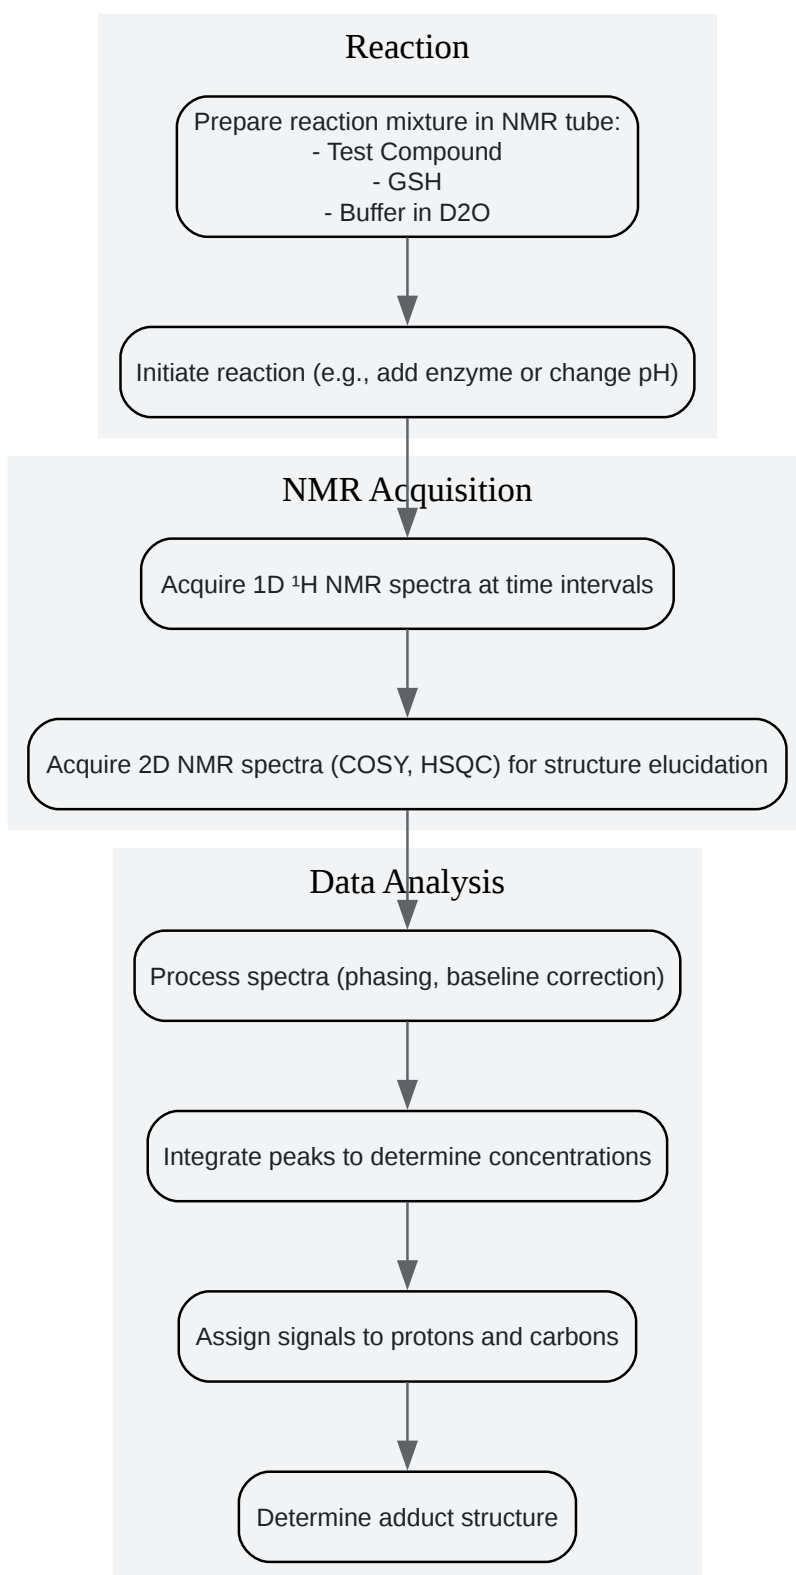 Reaction
Prepare reaction mixture in NMR tube:
- Test Compound
- GSH
- Buffer in D2O
Initiate reaction (e.g., add enzyme or change pH)
NMR Acquisition
Acquire 1D ¹H NMR spectra at time intervals
Acquire 2D NMR spectra (COSY, HSQC) for structure elucidation
Data Analysis
Process spectra (phasing, baseline correction)
Integrate peaks to determine concentrations
Assign signals to protons and carbons
Determine adduct structure